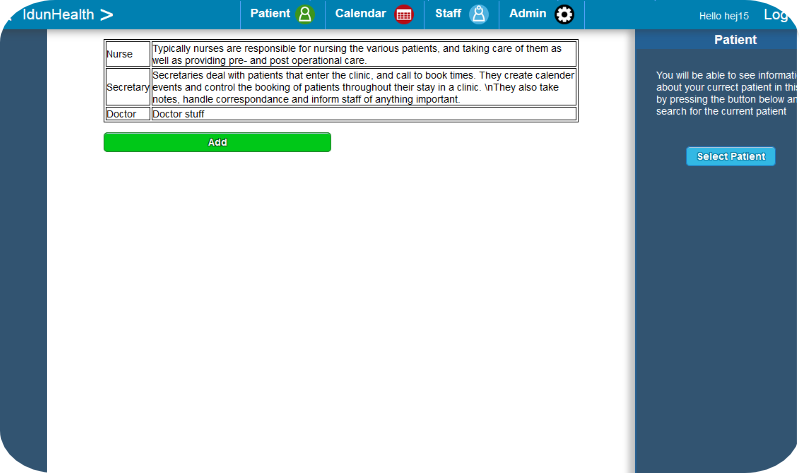 IdunHealth >
Patient
Calendar
Staff
Admin
Hello hej15
Nurse
Typically nurses are responsible for nursing the various patients, and taking care of them as
well as providing pre- and post operational care.
Secretary
Secretaries deal with patients that enter the clinic, and call to book times. They create calender
events and control the booking of patients throughout their stay in a clinic. \nThey also take
notes, handle correspondance and inform staff of anything important.
Doctor
Doctor stuff
Add
Patient
You will be able to see
about your currect patient in
by pressing the button below
search for the current patient
Select Patient